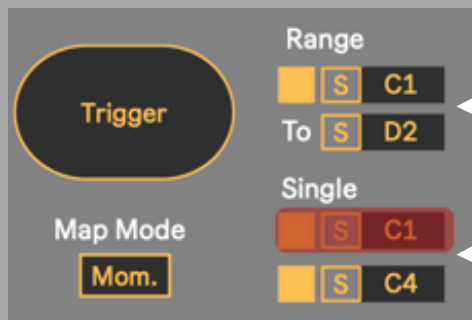 Range
S C1
Trigger
To S D2
Single
Map Mode
S C1
Mom.
S C4